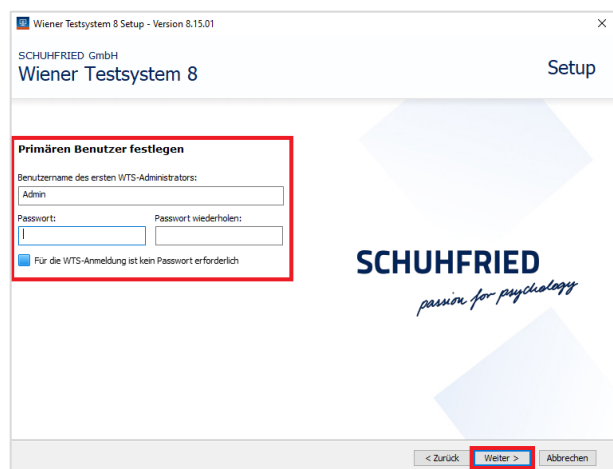 Wiener Testsystem 8 Setup - Version 8.15.01
SCHUHFRIED GmbH
Wiener Testsystem 8
Setup
Primären Benutzer festlegen
Benutzername des ersten WTS-Administrators:
Admin
Passwort: Passwort wiederholen:
Für die WTS-Anmeldung ist kein Passwort erforderlich
SCHUHFRIED
passion for psychology
< Zurück Weiter > Abbrechen